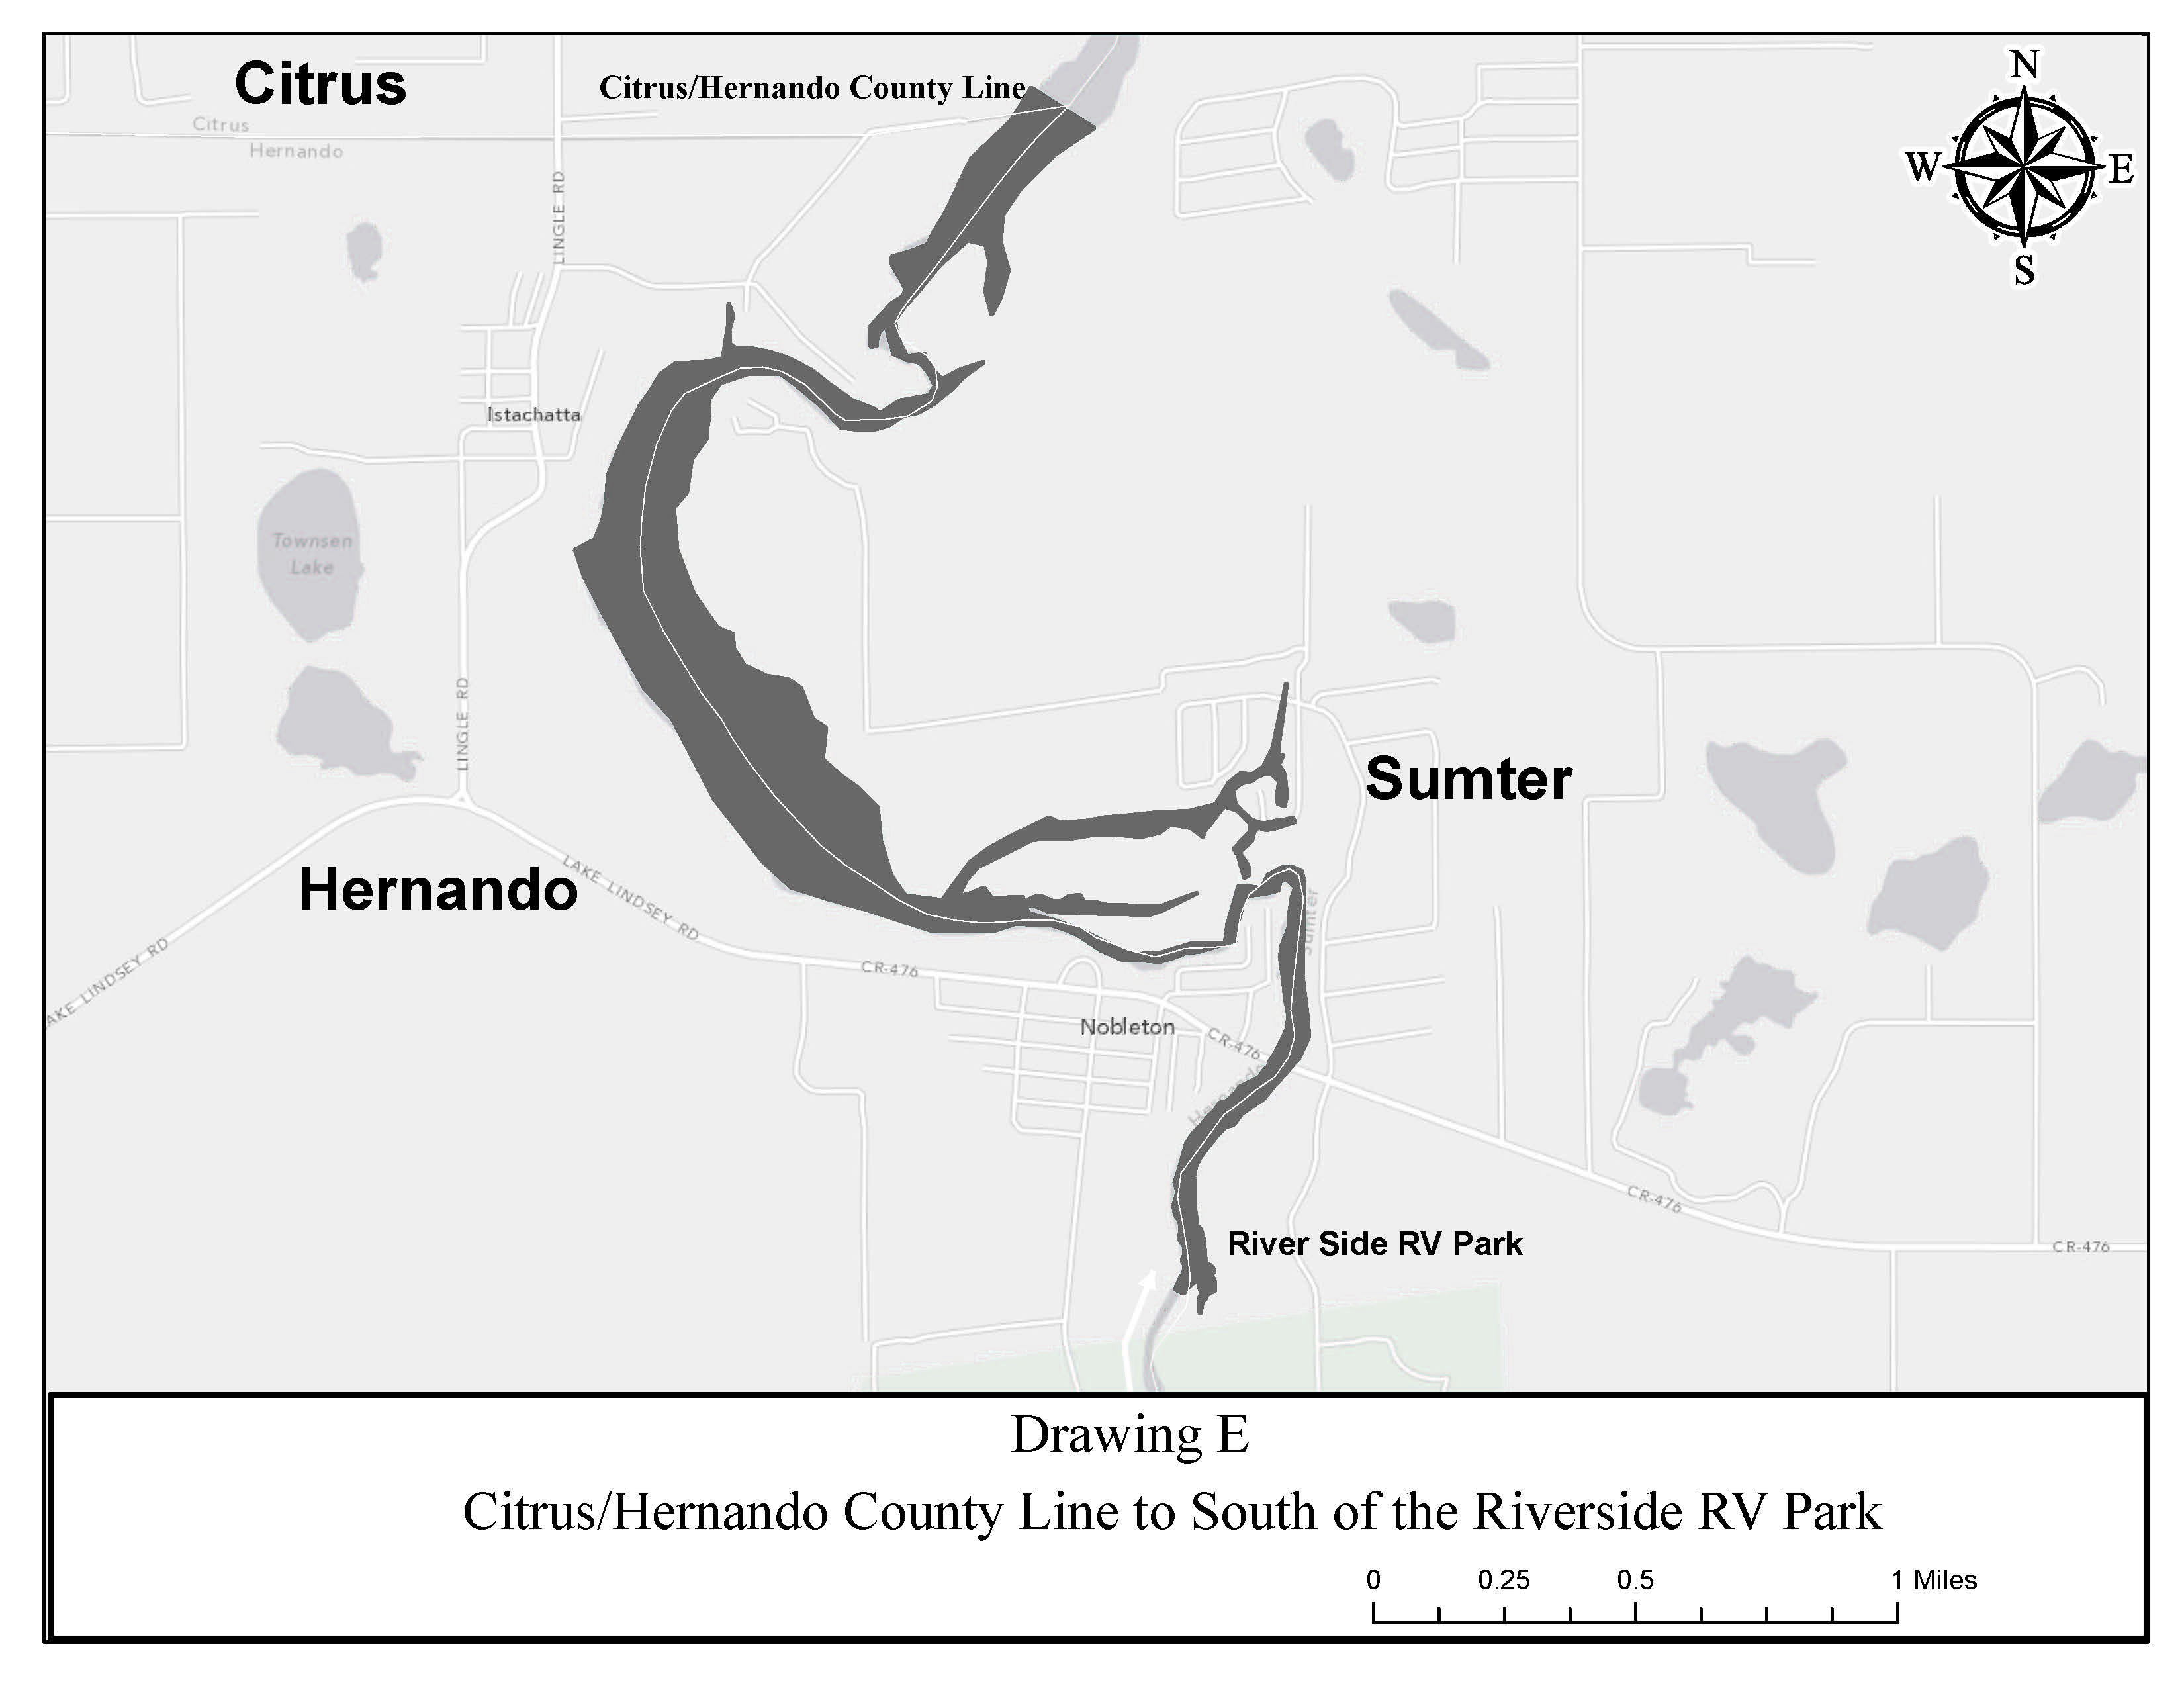 Citrus
Citrus/Hernando County Line
N
W
E
S
Citrus
Hernando
LINGLE RD
Istachatta
Townsen
Lake
LINGLE RD
Sumter
Hernando
LAKE LINDSEY RD
LAKE LINDSEY RD
Sumter
CR-476
Nobleton
CR-476
Hernando
CR-476
River Side RV Park
CR-476
Drawing E
Citrus/Hernando County Line to South of the Riverside RV Park
0 0.25 0.5 1 Miles